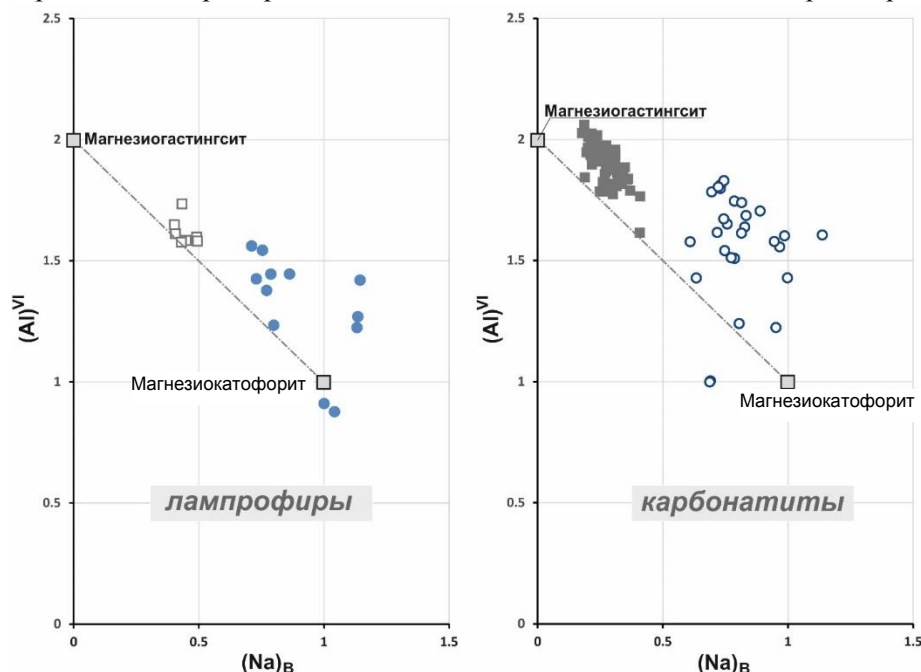 2.5
2
1.5
1
0.5
0
0
0.5
1
1.5
(Al)VI
(Na)B
Магнезиогастингсит
Магнезиокатофорит
лампрофиры
2.5
2
1.5
1
0.5
0
0
0.5
1
1.5
(Al)VI
(Na)B
Магнезиогастингсит
Магнезиокатофорит
карбонатиты